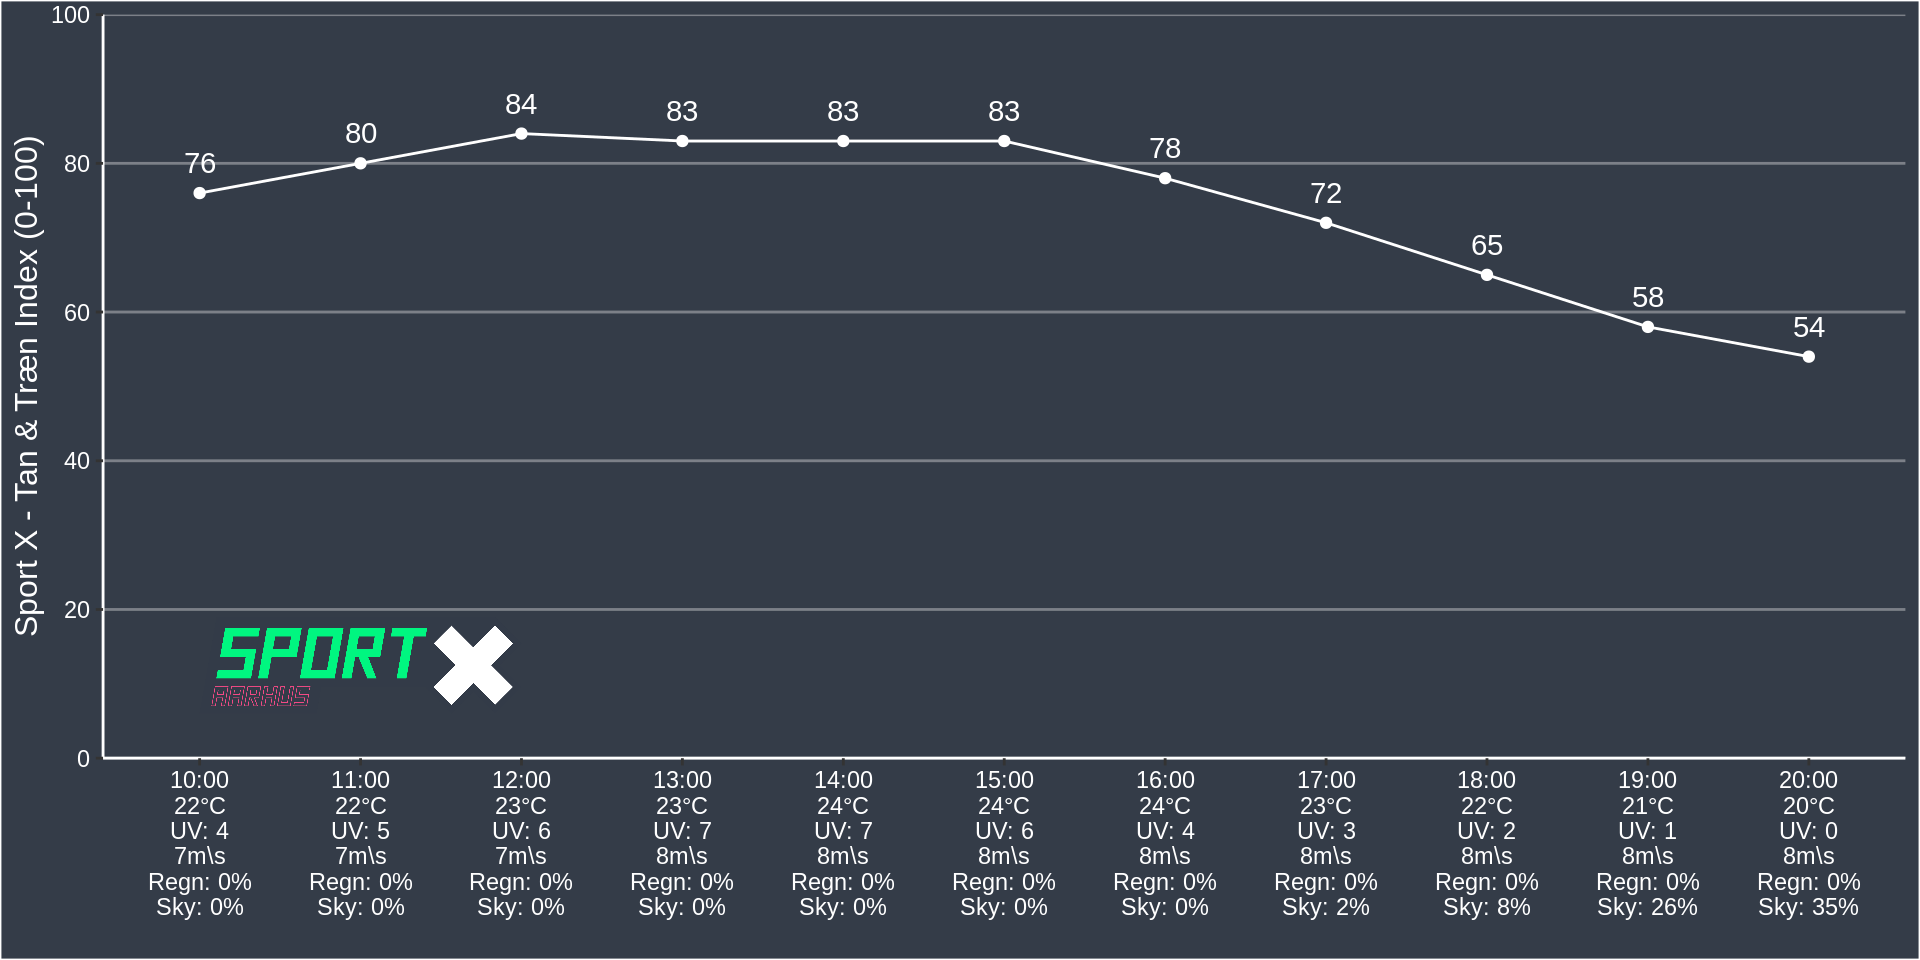 Sport X - Tan & Træn Index (0-100)
100
80
60
40
20
0
76
80
84
83
83
83
78
72
65
58
54
SPORT X
AARHUS
10:00 11:00 12:00 13:00 14:00 15:00 16:00 17:00 18:00 19:00 20:00
22°C 22°C 23°C 23°C 24°C 24°C 24°C 23°C 22°C 21°C 20°C
UV: 4 UV: 5 UV: 6 UV: 7 UV: 7 UV: 6 UV: 4 UV: 3 UV: 2 UV: 1 UV: 0
7m\s 7m\s 7m\s 8m\s 8m\s 8m\s 8m\s 8m\s 8m\s 8m\s 8m\s
Regn: 0% Regn: 0% Regn: 0% Regn: 0% Regn: 0% Regn: 0% Regn: 0% Regn: 0% Regn: 0% Regn: 0% Regn: 0%
Sky: 0% Sky: 0% Sky: 0% Sky: 0% Sky: 0% Sky: 0% Sky: 0% Sky: 2% Sky: 8% Sky: 26% Sky: 35%